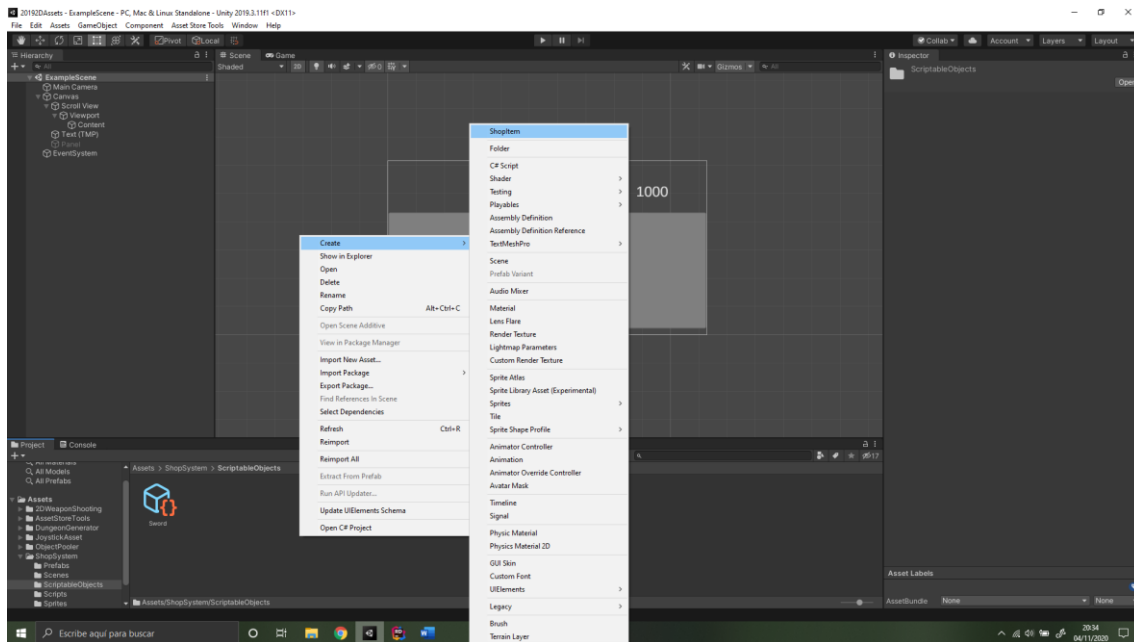 20192DAssets - ExampleScene - PC, Mac & Linux Standalone - Unity 2019.3.11f1 <DX11>
File Edit Assets GameObject Component Asset Store Tools Window Help
Pivot Local
Collab Account Layers Layout
Hierarchy
All
ExampleScene
Main Camera
Canvas
Scroll View
Viewport
Content
Text (TMP)
Panel
EventSystem
Scene Game
Shaded 2D 0 Gizmos All
1000
Create
Show in Explorer
Open
Delete
Rename
Copy Path Alt+Ctrl+C
Open Scene Additive
View in Package Manager
Import New Asset...
Import Package
Export Package...
Find References In Scene
Select Dependencies
Refresh Ctrl+R
Reimport
Reimport All
Extract From Prefab
Run API Updater...
Update UIElements Schema
Open C# Project
ShopItem
Folder
C# Script
Shader
Testing
Playables
Assembly Definition
Assembly Definition Reference
TextMeshPro
Scene
Prefab Variant
Audio Mixer
Material
Lens Flare
Render Texture
Lightmap Parameters
Custom Render Texture
Sprite Atlas
Sprite Library Asset (Experimental)
Sprites
Tile
Sprite Shape Profile
Animator Controller
Animation
Animator Override Controller
Avatar Mask
Timeline
Signal
Physic Material
Physics Material 2D
GUI Skin
Custom Font
UIElements
Legacy
Brush
Terrain Layer
Inspector
ScriptableObjects
Open
Asset Labels
AssetBundle None None
Project Console
17
All Materials
All Models
All Prefabs
Assets
2DWeaponShooting
AssetStoreTools
DungeonGenerator
JoystickAsset
ObjectPooler
ShopSystem
Prefabs
Scenes
ScriptableObjects
Scripts
Sprites
Assets > ShopSystem > ScriptableObjects
Sword
Assets/ShopSystem/ScriptableObjects
Escribe aquí para buscar
20:34
04/11/2020